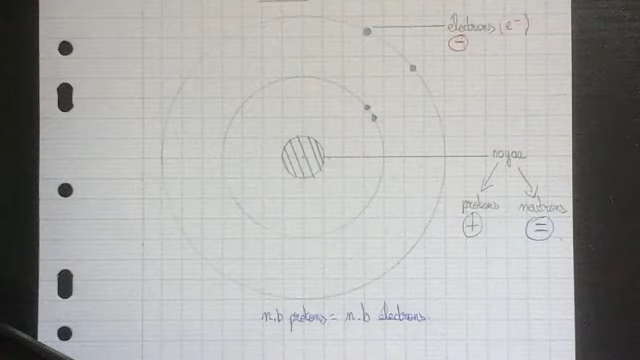 électrons (e⁻)
⊖
noyau
protons neutrons
+ =
n.b protons = n.b électrons.